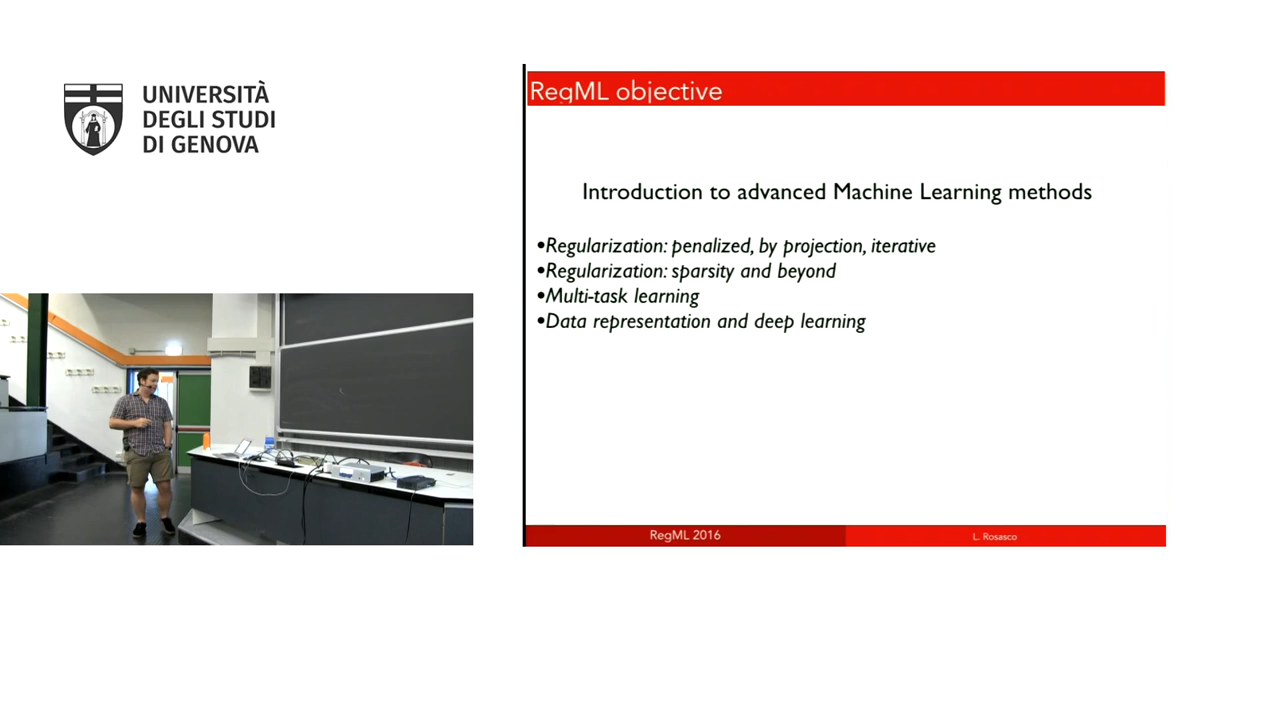 UNIVERSITÀ
DEGLI STUDI
DI GENOVA
RegML objective
Introduction to advanced Machine Learning methods
•Regularization: penalized, by projection, iterative
•Regularization: sparsity and beyond
•Multi-task learning
•Data representation and deep learning
RegML 2016
L. Rosasco